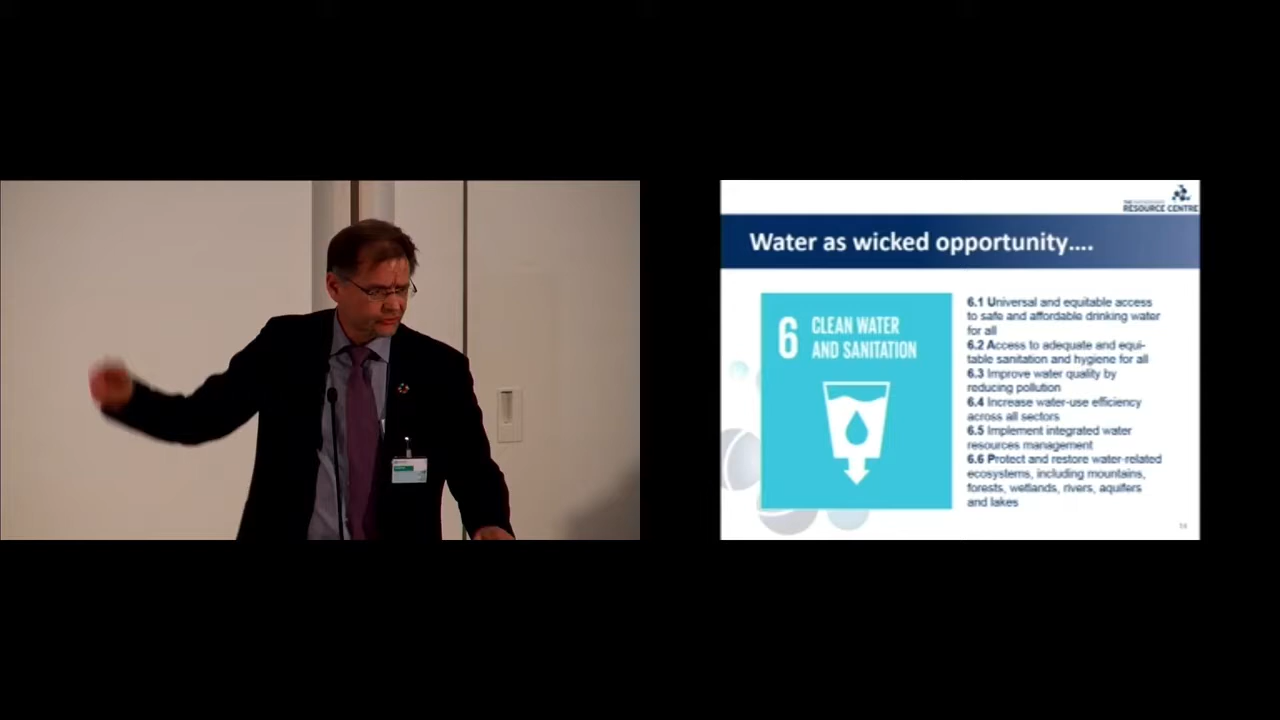 THE
RESOURCE CENTRE
Water as wicked opportunity....
6 CLEAN WATER
AND SANITATION
6.1 Universal and equitable access
to safe and affordable drinking water
for all
6.2 Access to adequate and equi-
table sanitation and hygiene for all
6.3 Improve water quality by
reducing pollution
6.4 Increase water-use efficiency
across all sectors
6.5 Implement integrated water
resources management
6.6 Protect and restore water-related
ecosystems, including mountains,
forests, wetlands, rivers, aquifers
and lakes